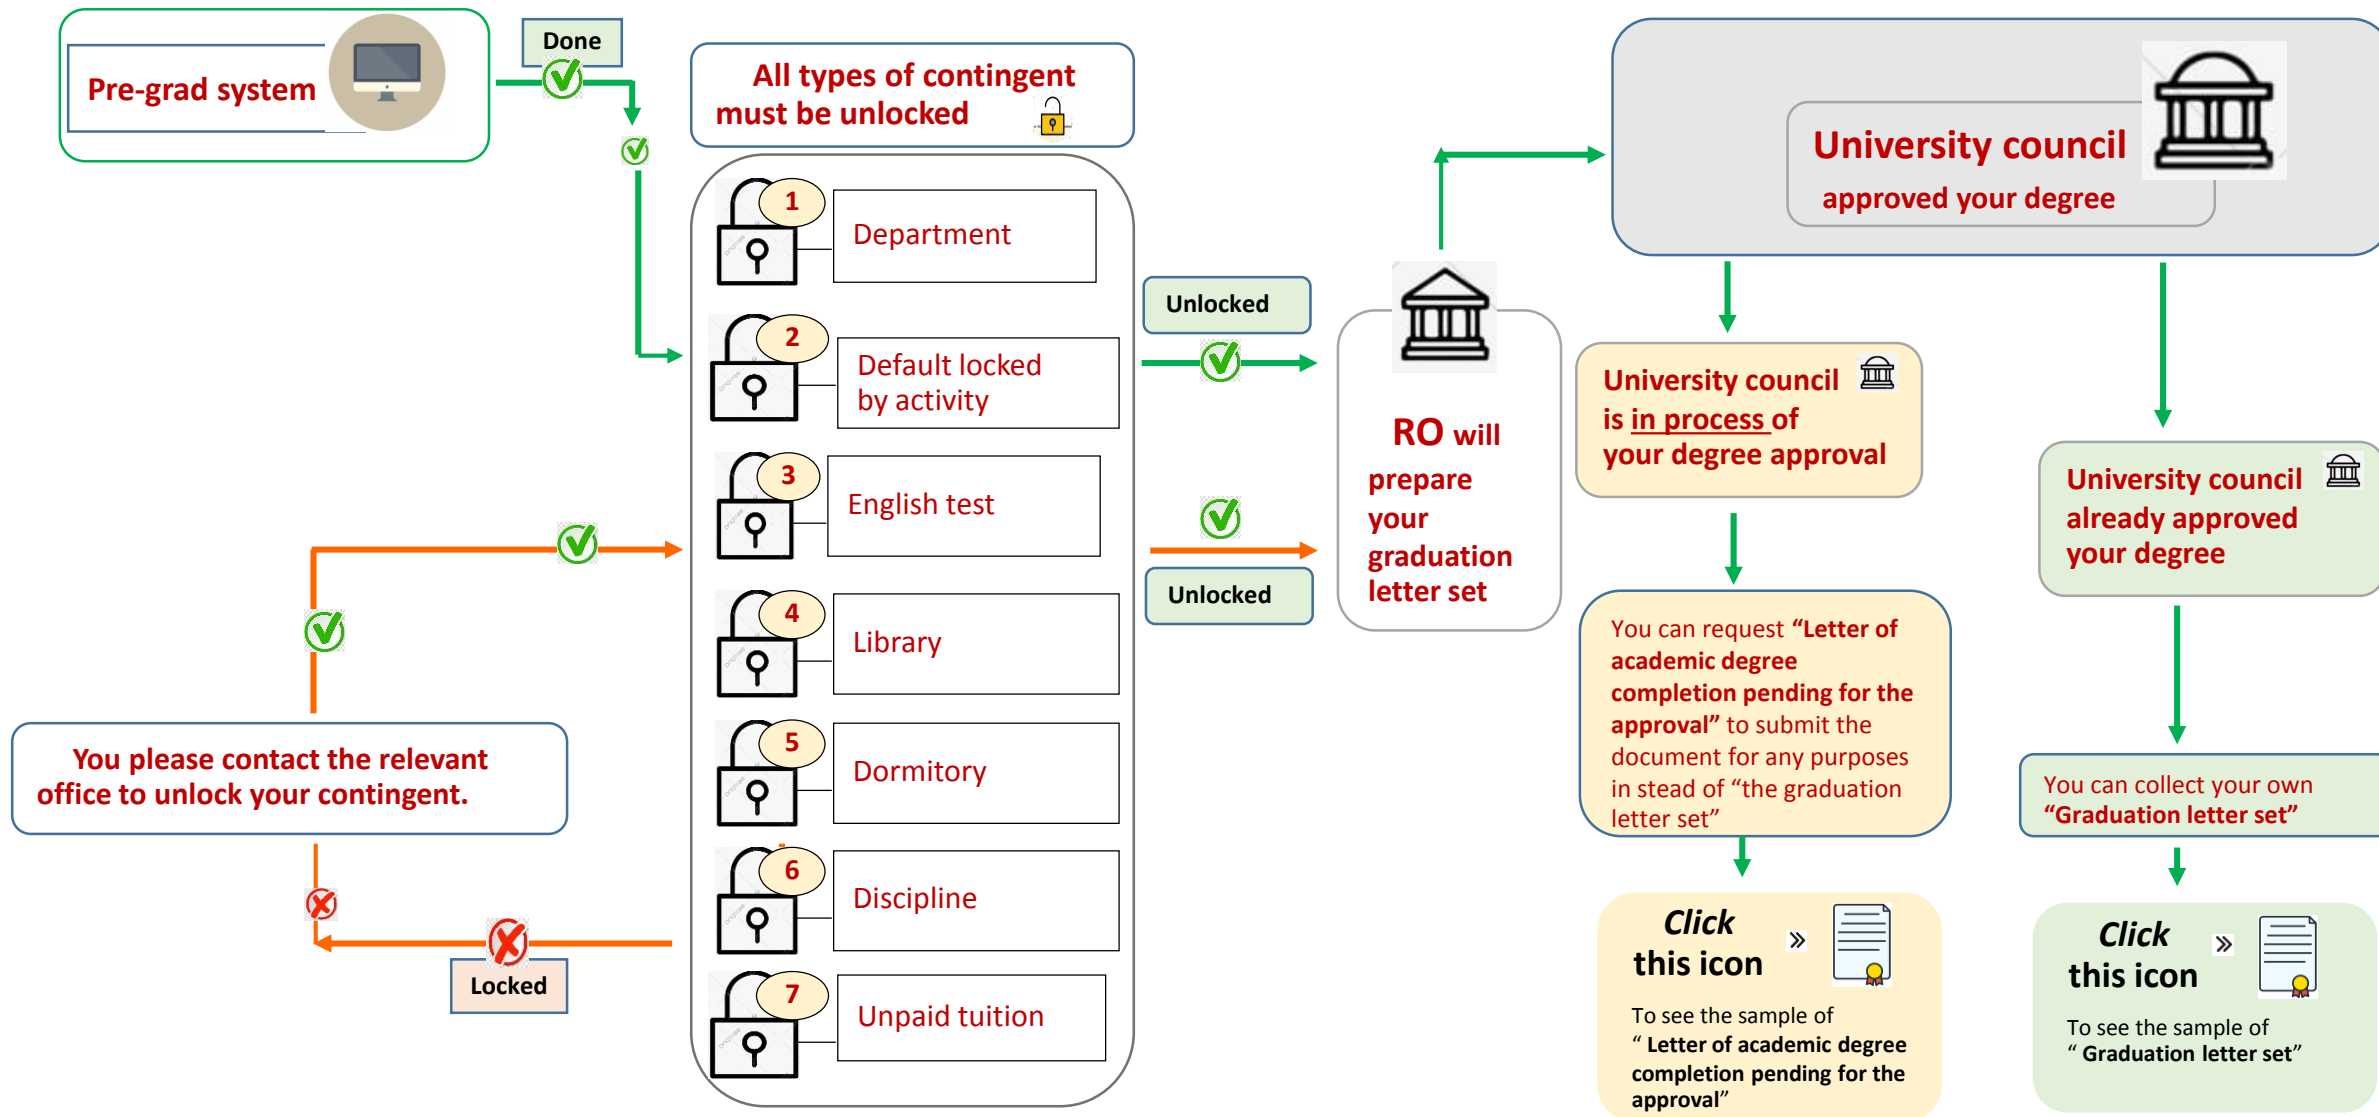 Pre-grad system
Done
All types of contingent
must be unlocked
1
Department
2
Default locked
by activity
3
English test
4
Library
5
Dormitory
6
Discipline
7
Unpaid tuition
You please contact the relevant
office to unlock your contingent.
Locked
Unlocked
Unlocked
RO will
prepare
your
graduation
letter set
University council
approved your degree
University council
is in process of
your degree approval
You can request “Letter of
academic degree
completion pending for the
approval” to submit the
document for any purposes
in stead of “the graduation
letter set”
Click
this icon
»
To see the sample of
“ Letter of academic degree
completion pending for the
approval”
University council
already approved
your degree
You can collect your own
“Graduation letter set”
Click
this icon
»
To see the sample of
“ Graduation letter set”